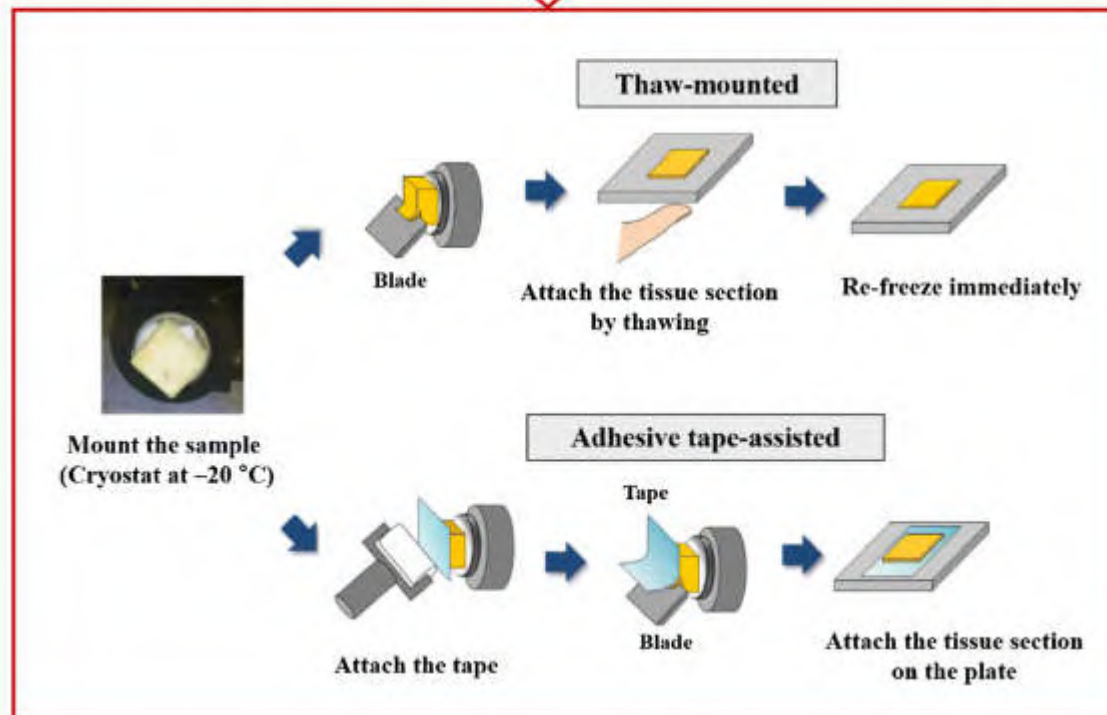 Thaw-mounted
Blade
Attach the tissue section
by thawing
Re-freeze immediately
Mount the sample
(Cryostat at –20 °C)
Adhesive tape-assisted
Tape
Attach the tape
Blade
Attach the tissue section
on the plate